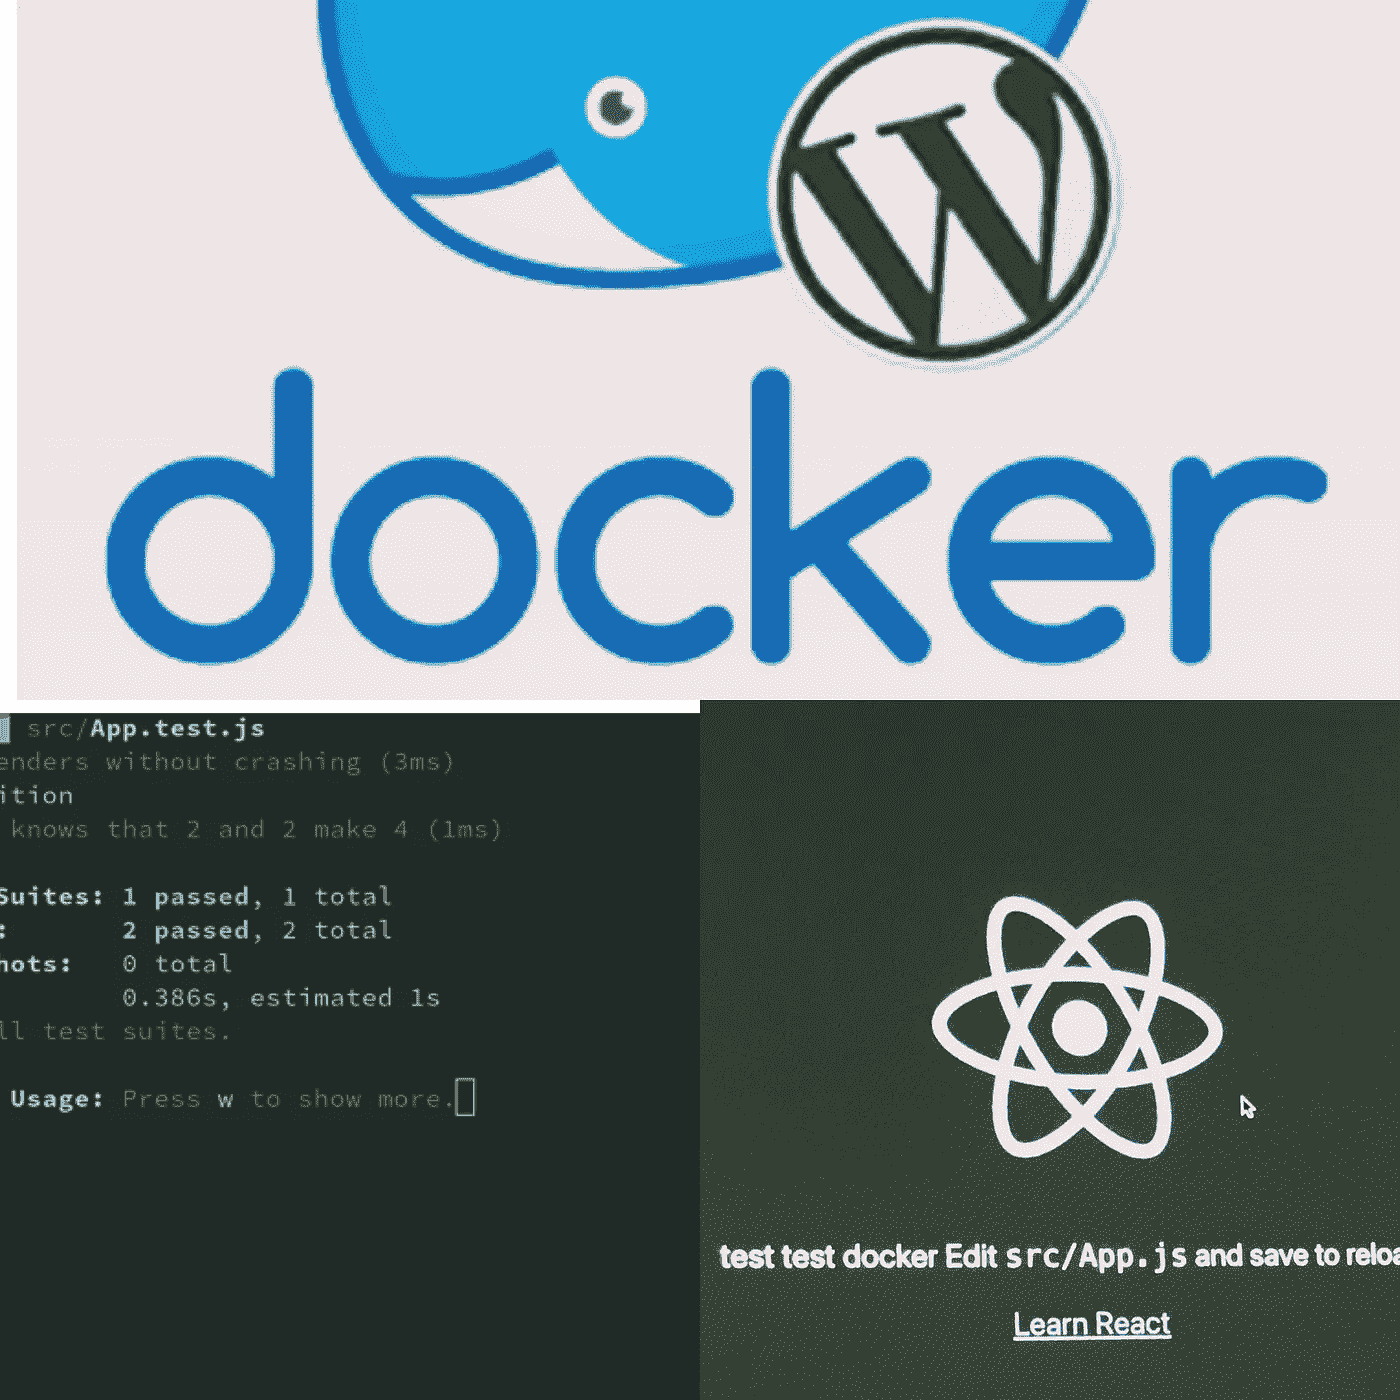 W
docker
src/App.test.js
enders without crashing (3ms)
ition
knows that 2 and 2 make 4 (1ms)
Suites: 1 passed, 1 total
: 2 passed, 2 total
hots: 0 total
0.386s, estimated 1s
ll test suites.
Usage: Press w to show more.
test test docker Edit src/App.js and save to reloa
Learn React